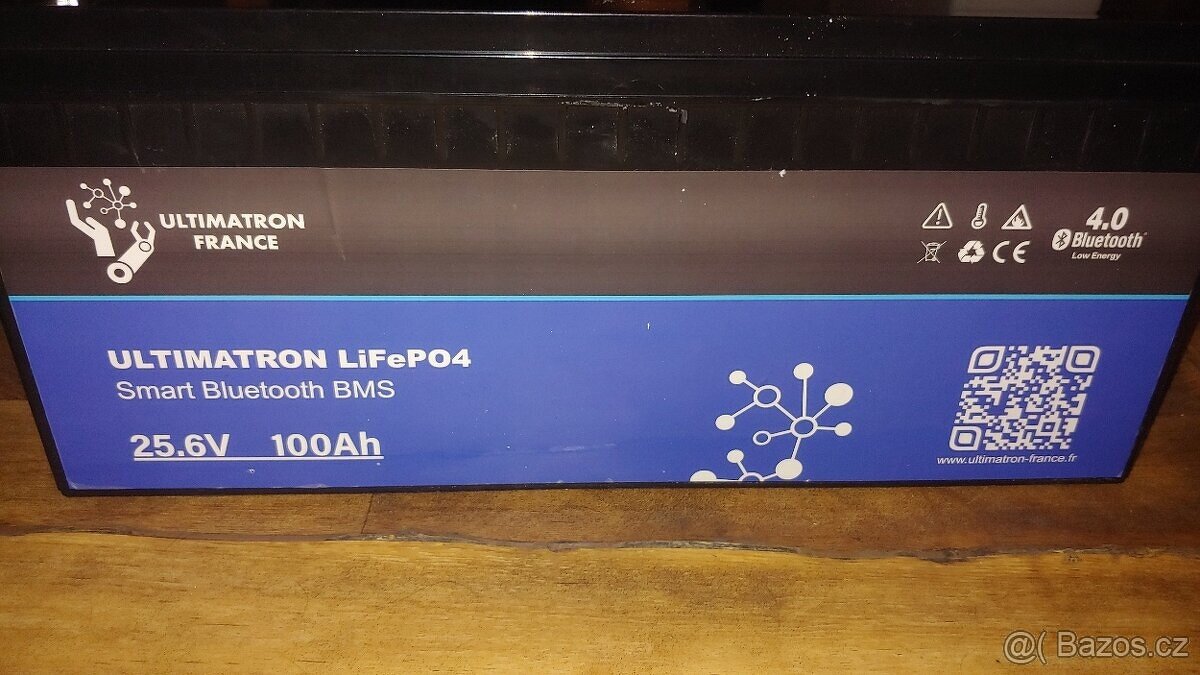 ULTIMATRON
FRANCE
4.0
Bluetooth
Low Energy
CE
ULTIMATRON LiFePO4
Smart Bluetooth BMS
25.6V 100Ah
www.ultimatron-france.fr
@( Bazos.cz